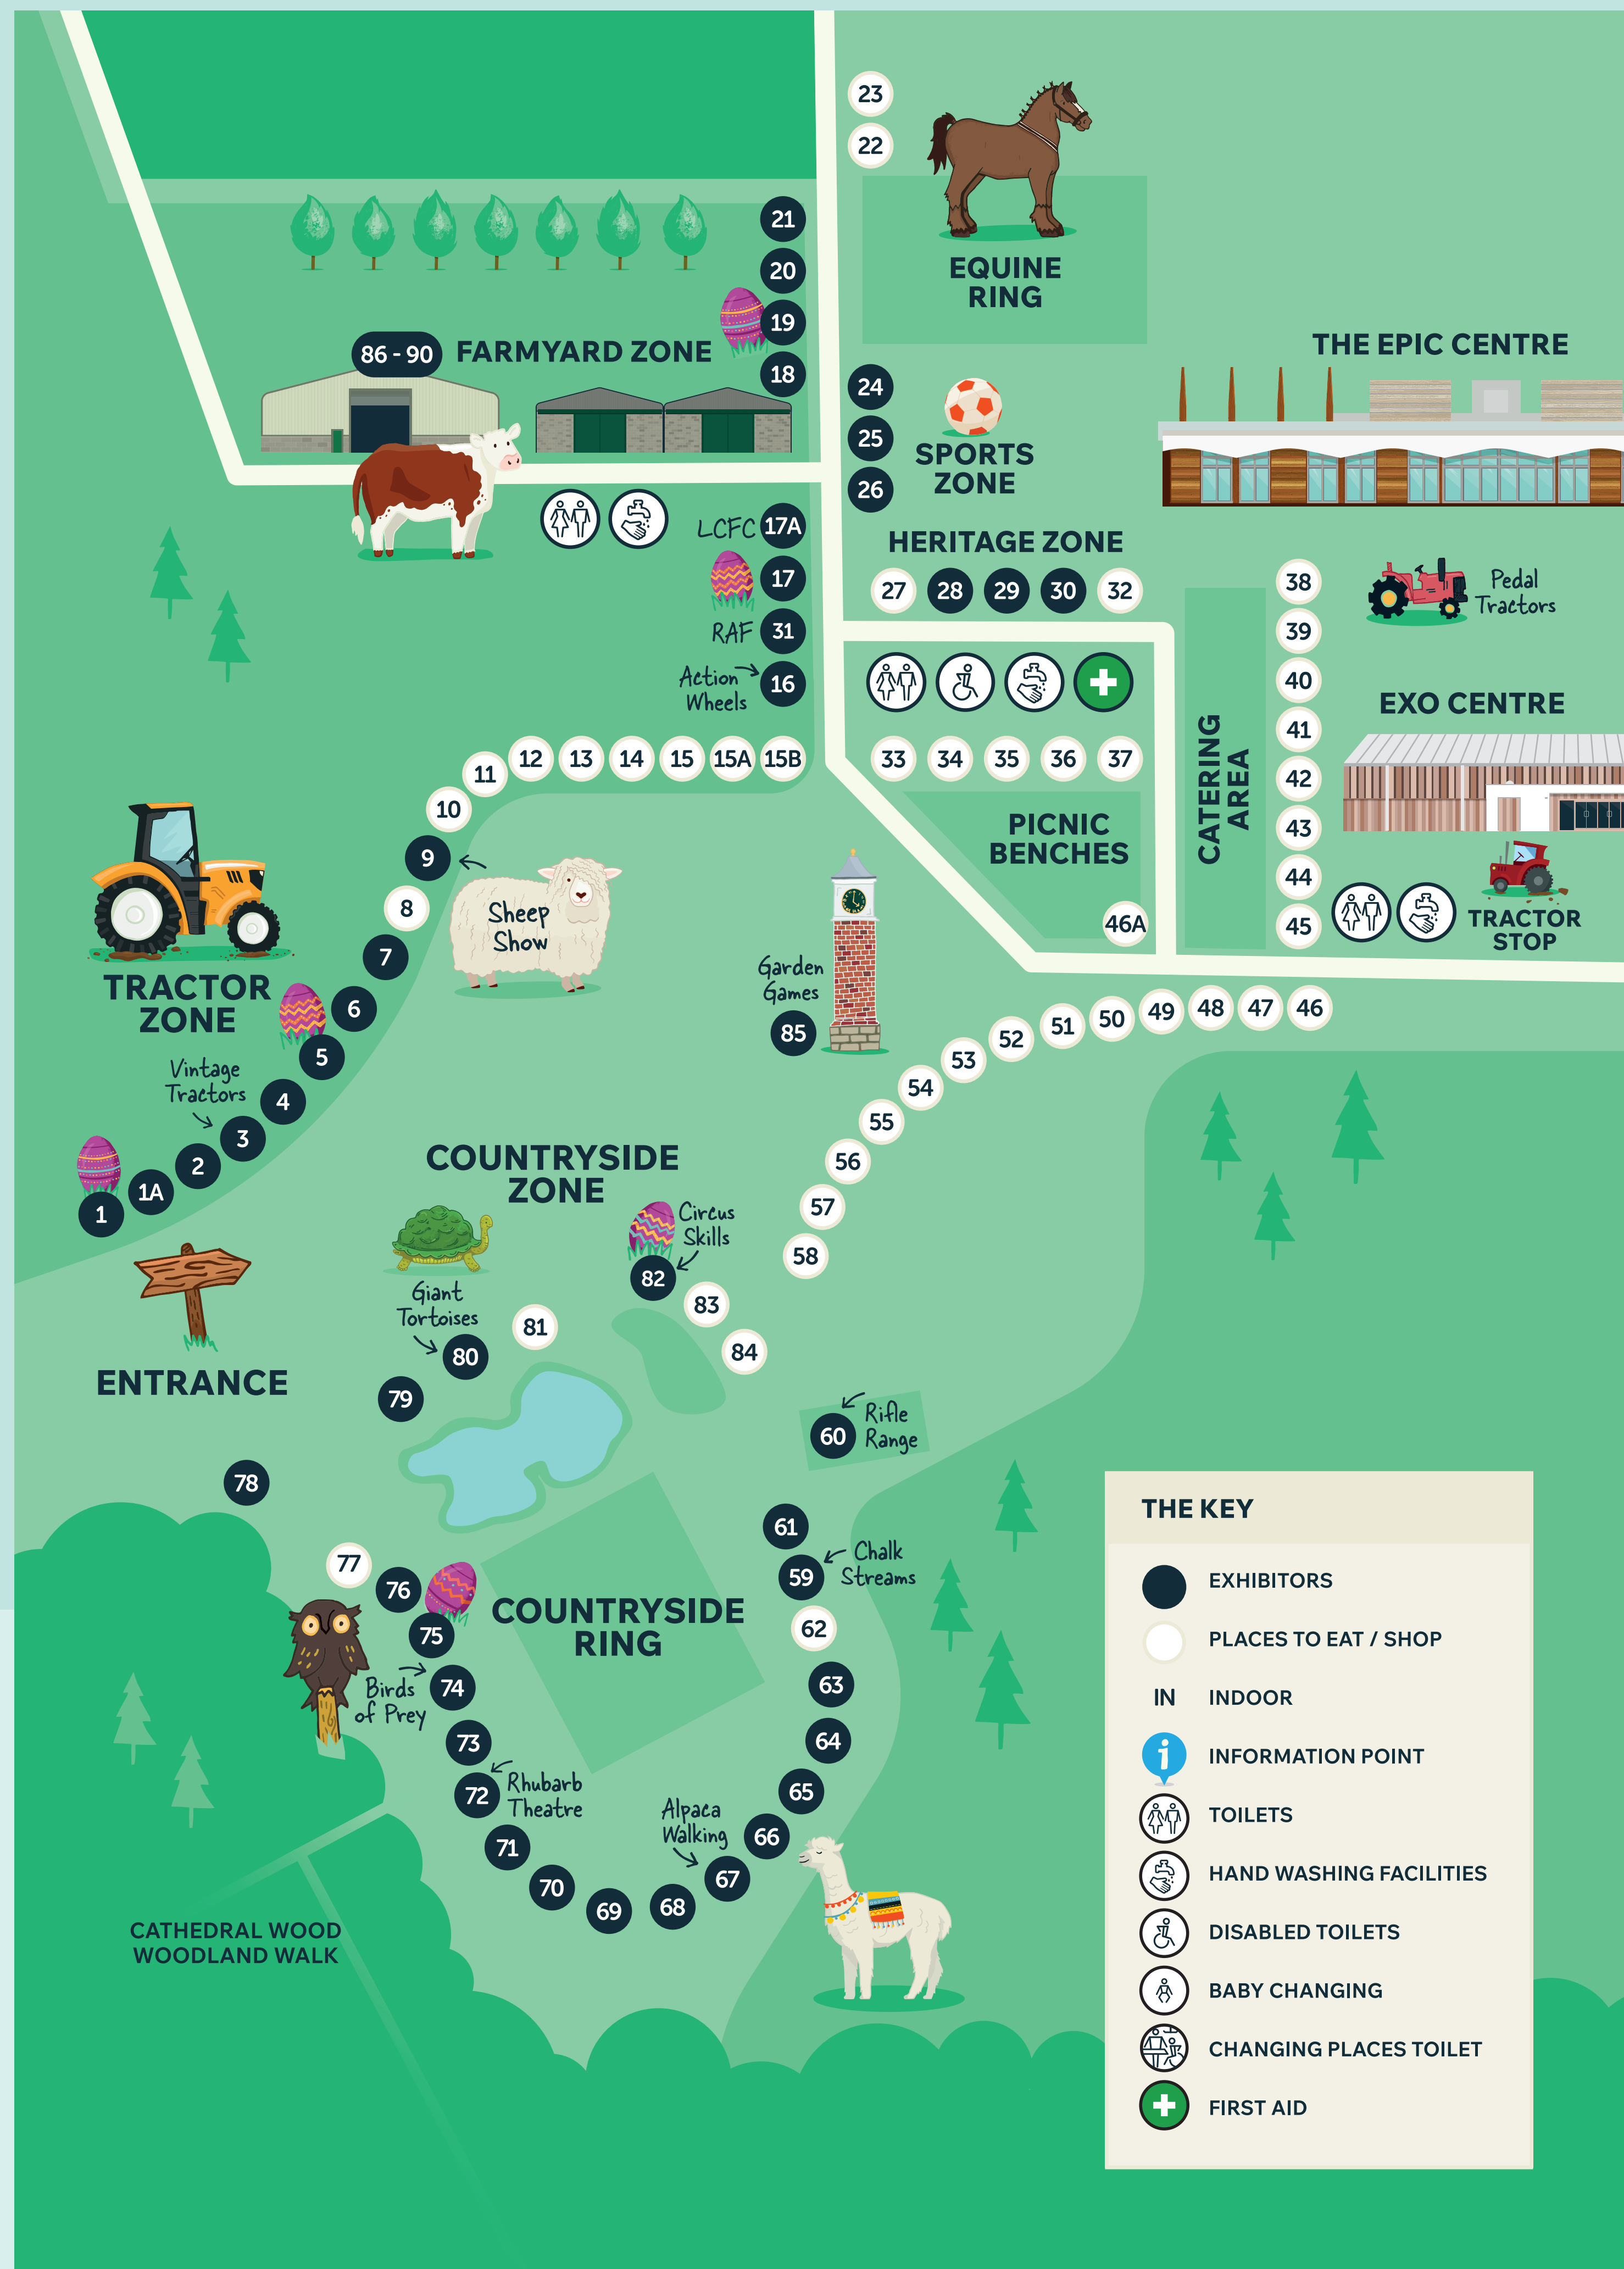 23
22
EQUINE
RING
21
20
19
18
86 - 90
FARMYARD ZONE
THE EPIC CENTRE
24
25
26
SPORTS
ZONE
LCFC
17A
17
RAF
31
Action
Wheels
16
HERITAGE ZONE
27
28
29
30
32
38
39
40
41
42
43
44
45
Pedal
Tractors
EXO CENTRE
CATERING
AREA
TRACTOR
STOP
33
34
35
36
37
PICNIC
BENCHES
46A
12
13
14
15
15A
15B
11
10
9
8
7
6
5
4
3
2
1A
1
Sheep
Show
TRACTOR
ZONE
Vintage
Tractors
Garden
Games
85
46
47
48
49
50
51
52
53
54
55
56
57
58
COUNTRYSIDE
ZONE
Circus
Skills
82
83
84
Giant
Tortoises
81
80
79
ENTRANCE
78
60
Rifle
Range
61
59
Chalk
Streams
62
63
64
65
66
67
68
69
70
71
72
73
74
75
76
77
COUNTRYSIDE
RING
Birds
of Prey
Rhubarb
Theatre
Alpaca
Walking
CATHEDRAL WOOD
WOODLAND WALK
THE KEY
EXHIBITORS
PLACES TO EAT / SHOP
IN INDOOR
i INFORMATION POINT
TOILETS
HAND WASHING FACILITIES
DISABLED TOILETS
BABY CHANGING
CHANGING PLACES TOILET
FIRST AID